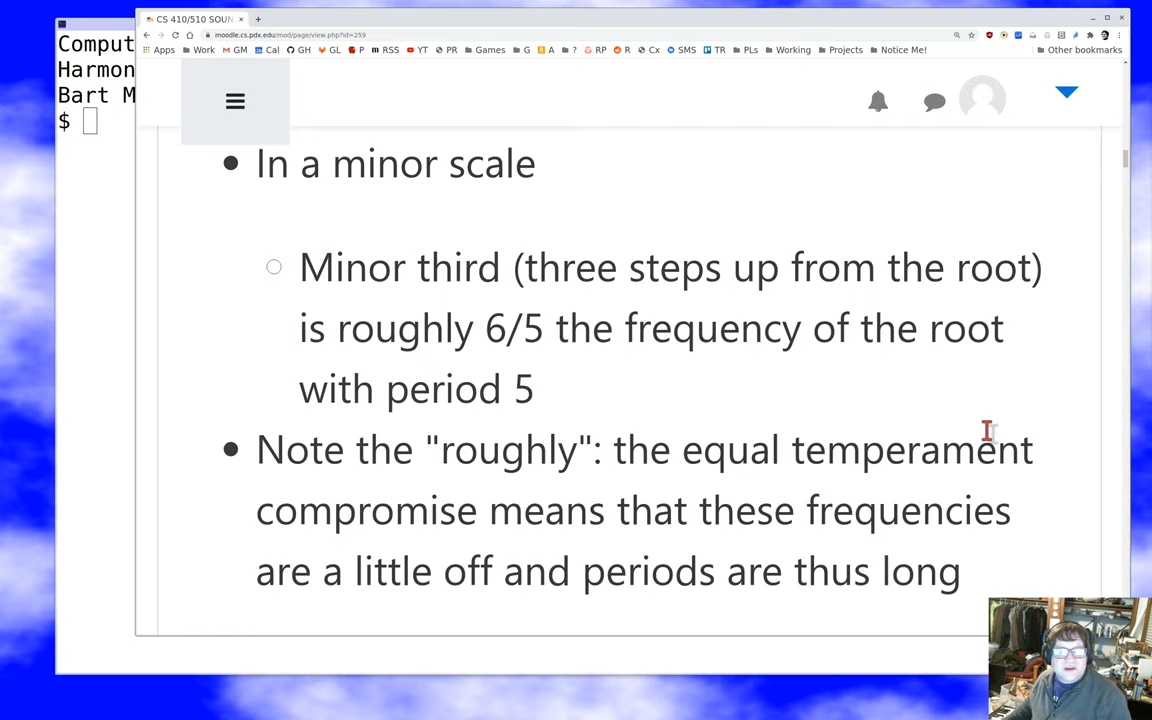 CS 410/510 SOUN
moodle.cs.pdx.edu/mod/page/view.php?id=259
Apps Work GM Cal GH GL P RSS YT PR Games G A ? RP R Cx SMS TR PLs Working Projects Notice Me! Other bookmarks
Comput
Harmon
Bart M
$
• In a minor scale
Minor third (three steps up from the root)
is roughly 6/5 the frequency of the root
with period 5
• Note the "roughly": the equal temperament
compromise means that these frequencies
are a little off and periods are thus long